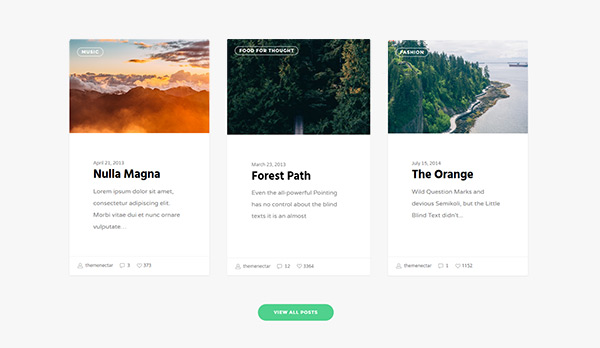 MUSIC
April 21, 2013
Nulla Magna
Lorem ipsum dolor sit amet,
consectetur adipiscing elit.
Morbi vitae dui et nunc ornare
vulputate...
themenectar 3 373
FOOD FOR THOUGHT
March 23, 2013
Forest Path
Even the all-powerful Pointing
has no control about the blind
texts it is an almost
themenectar 12 3364
FASHION
July 15, 2014
The Orange
Wild Question Marks and
devious Semikoli, but the Little
Blind Text didn't...
themenectar 1 1152
VIEW ALL POSTS